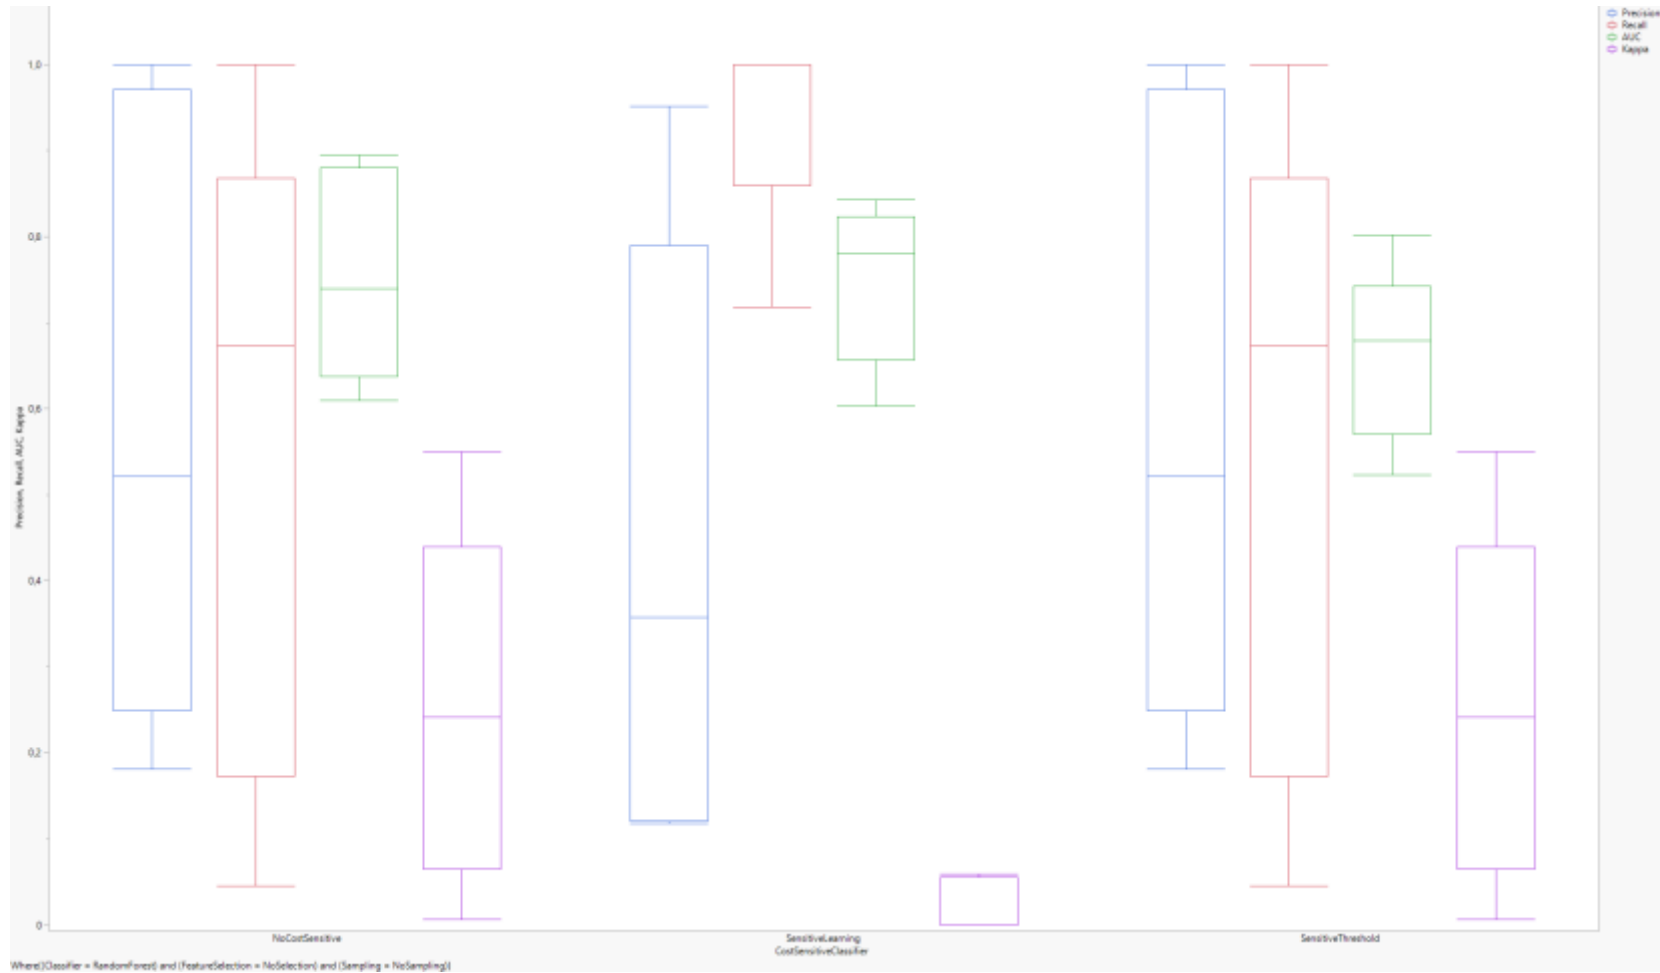 Precision
Recall
AUC
Kappa
1,0
0,8
0,6
0,4
0,2
0
Precision, Recall, AUC, Kappa
NoCostSensitive
SensitiveLearning
SensitiveThreshold
CostSensitiveClassifier
Where((Classifier = RandomForest) and (FeatureSelection = NoSelection) and (Sampling = NoSampling))